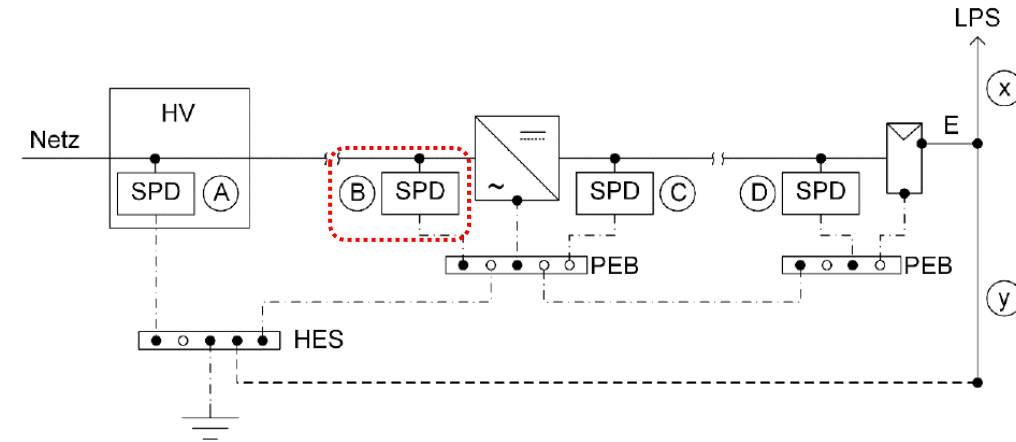 LPS
HV
x
Netz
E
SPD A
B SPD
~
SPD C
D SPD
PEB
PEB
y
HES